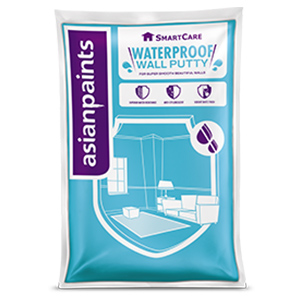 SMARTCARE
WATERPROOF
WALL PUTTY
FOR SUPER SMOOTH BEAUTIFUL WALLS
asianpaints